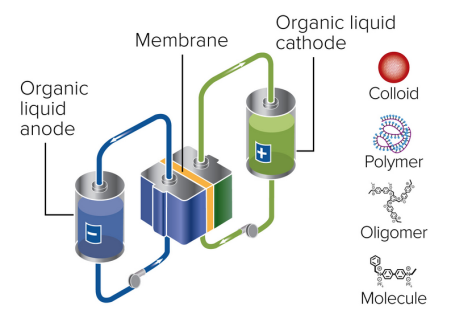 Organic liquid
cathode
Membrane
Organic
liquid
anode
Colloid
Polymer
Oligomer
Molecule